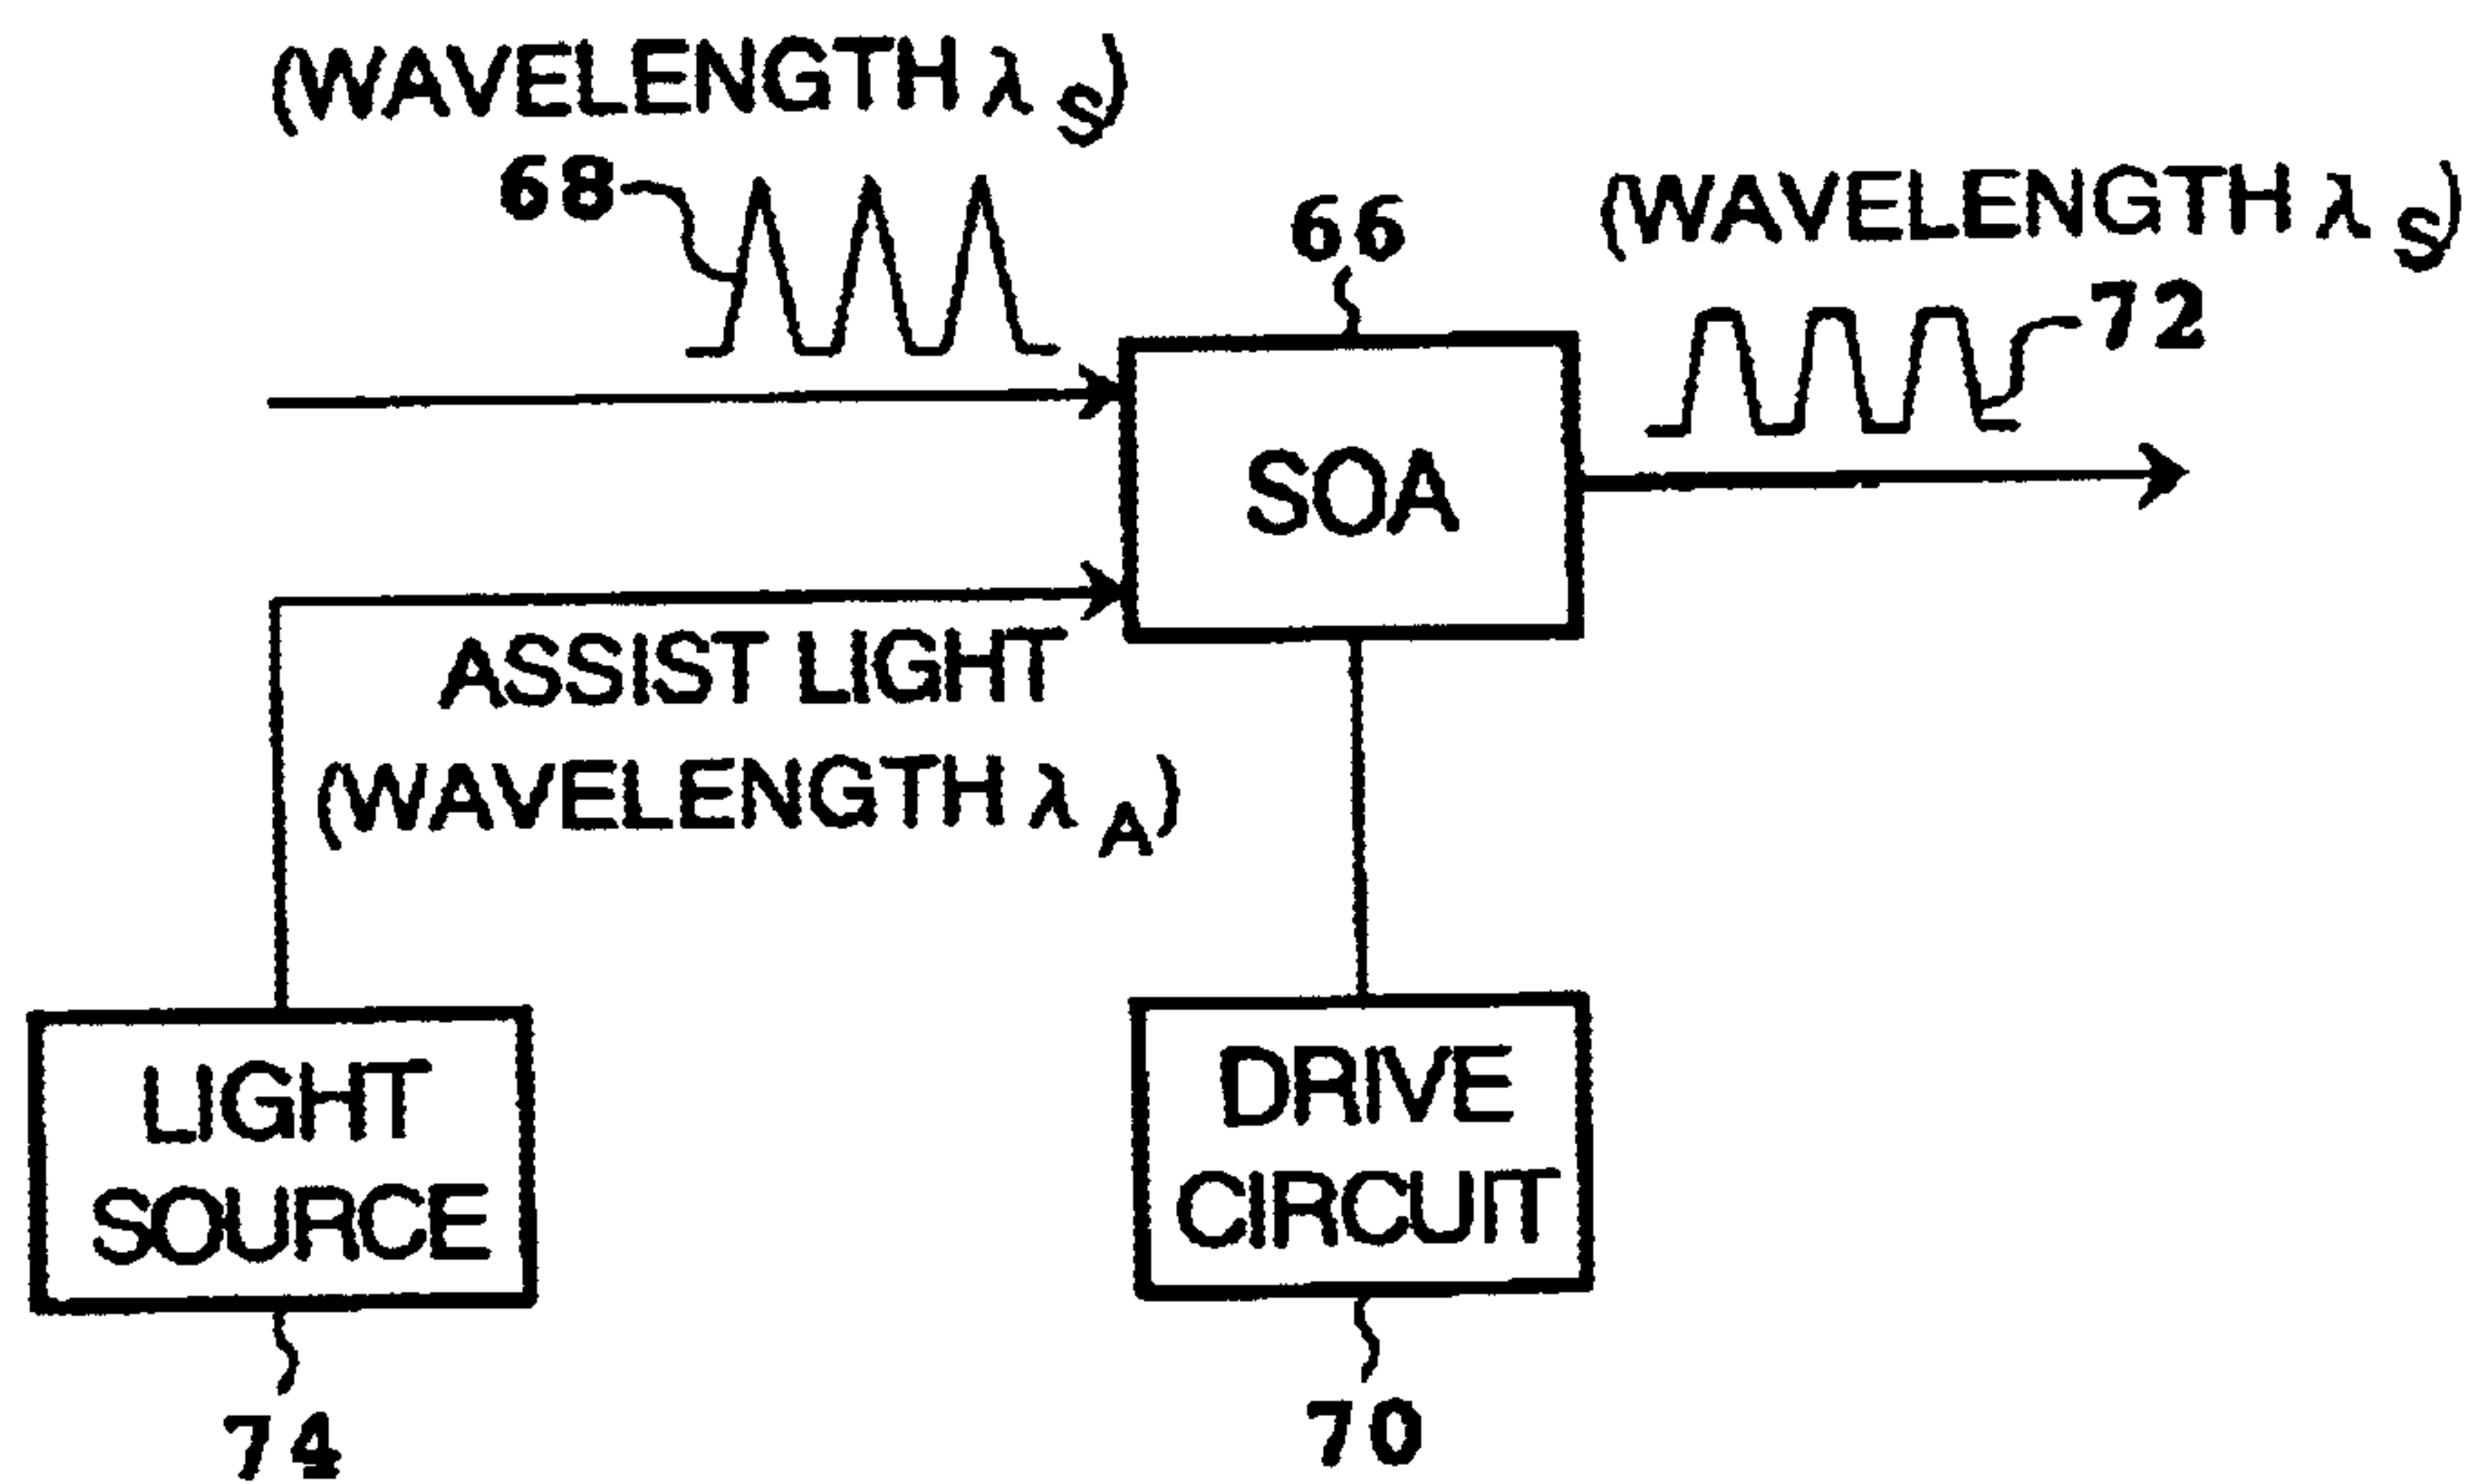 (WAVELENGTH λS)
68
66
(WAVELENGTH λS)
72
SOA
ASSIST LIGHT
(WAVELENGTH λA)
LIGHT
SOURCE
DRIVE
CIRCUIT
74
70